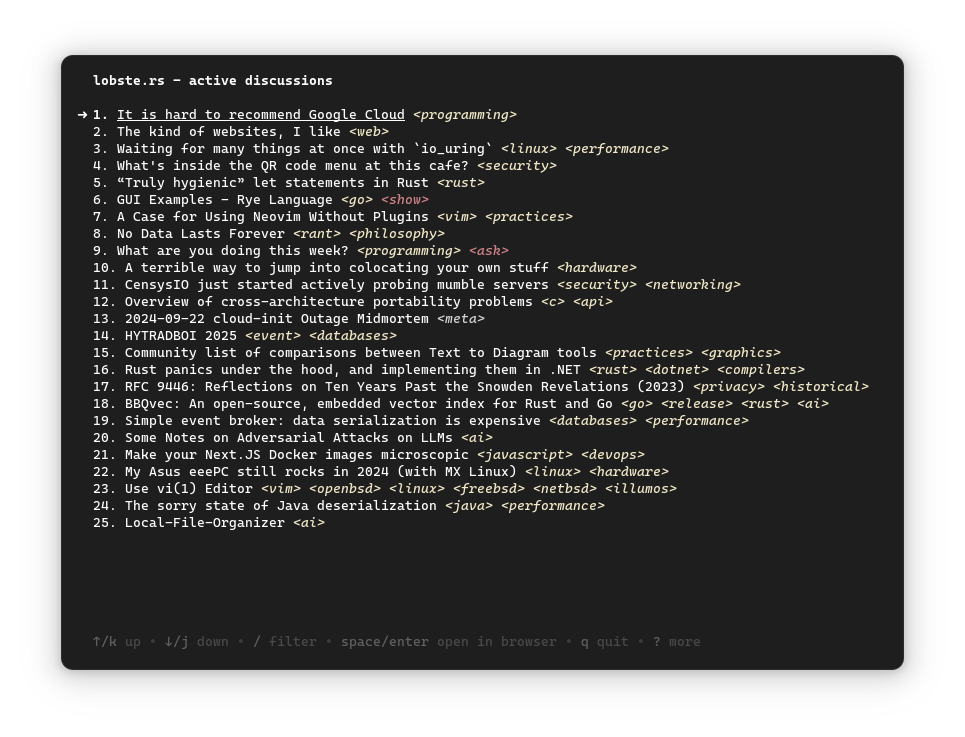 lobste.rs — active discussions
→ 1. It is hard to recommend Google Cloud <programming>
2. The kind of websites, I like <web>
3. Waiting for many things at once with `io_uring` <linux> <performance>
4. What's inside the QR code menu at this cafe? <security>
5. “Truly hygienic” let statements in Rust <rust>
6. GUI Examples – Rye Language <go> <show>
7. A Case for Using Neovim Without Plugins <vim> <practices>
8. No Data Lasts Forever <rant> <philosophy>
9. What are you doing this week? <programming> <ask>
10. A terrible way to jump into colocating your own stuff <hardware>
11. CensysIO just started actively probing mumble servers <security> <networking>
12. Overview of cross-architecture portability problems <c> <api>
13. 2024-09-22 cloud-init Outage Midmortem <meta>
14. HYTRADBOI 2025 <event> <databases>
15. Community list of comparisons between Text to Diagram tools <practices> <graphics>
16. Rust panics under the hood, and implementing them in .NET <rust> <dotnet> <compilers>
17. RFC 9446: Reflections on Ten Years Past the Snowden Revelations (2023) <privacy> <historical>
18. BBQvec: An open-source, embedded vector index for Rust and Go <go> <release> <rust> <ai>
19. Simple event broker: data serialization is expensive <databases> <performance>
20. Some Notes on Adversarial Attacks on LLMs <ai>
21. Make your Next.JS Docker images microscopic <javascript> <devops>
22. My Asus eeePC still rocks in 2024 (with MX Linux) <linux> <hardware>
23. Use vi(1) Editor <vim> <openbsd> <linux> <freebsd> <netbsd> <illumos>
24. The sorry state of Java deserialization <java> <performance>
25. Local-File-Organizer <ai>
↑/k up • ↓/j down • / filter • space/enter open in browser • q quit • ? more